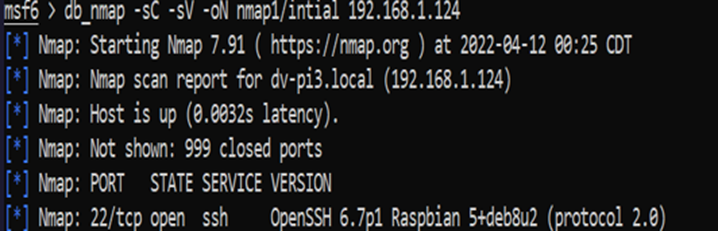 msf6 > db_nmap -sC -sV -oN nmap1/intial 192.168.1.124
[*] Nmap: Starting Nmap 7.91 ( https://nmap.org ) at 2022-04-12 00:25 CDT
[*] Nmap: Nmap scan report for dv-pi3.local (192.168.1.124)
[*] Nmap: Host is up (0.0032s latency).
[*] Nmap: Not shown: 999 closed ports
[*] Nmap: PORT   STATE SERVICE VERSION
[*] Nmap: 22/tcp open  ssh     OpenSSH 6.7p1 Raspbian 5+deb8u2 (protocol 2.0)